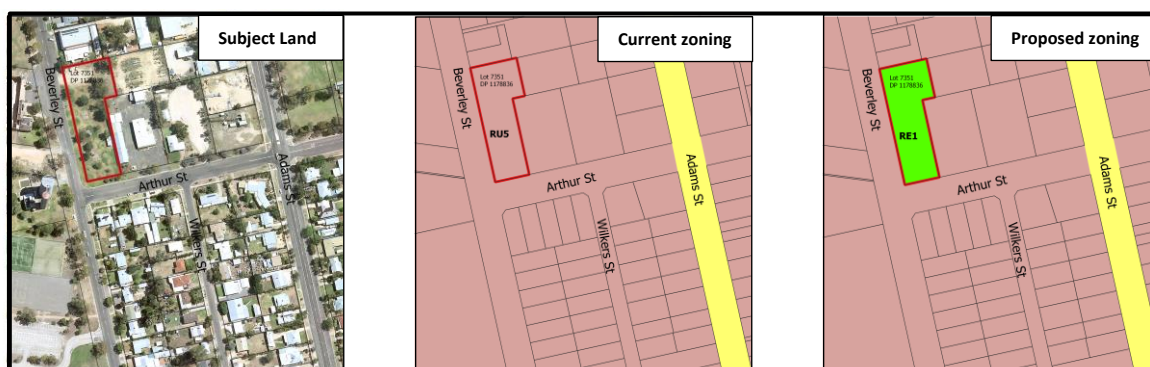 Subject Land
Lot 7351
DP 1178836
Beverley St
Arthur St
Adams St
Wilkers St
Current zoning
Lot 7351
DP 1178836
Beverley St
RU5
Arthur St
Adams St
Wilkers St
Proposed zoning
Lot 7351
DP 1178836
Beverley St
RE1
Arthur St
Adams St
Wilkers St